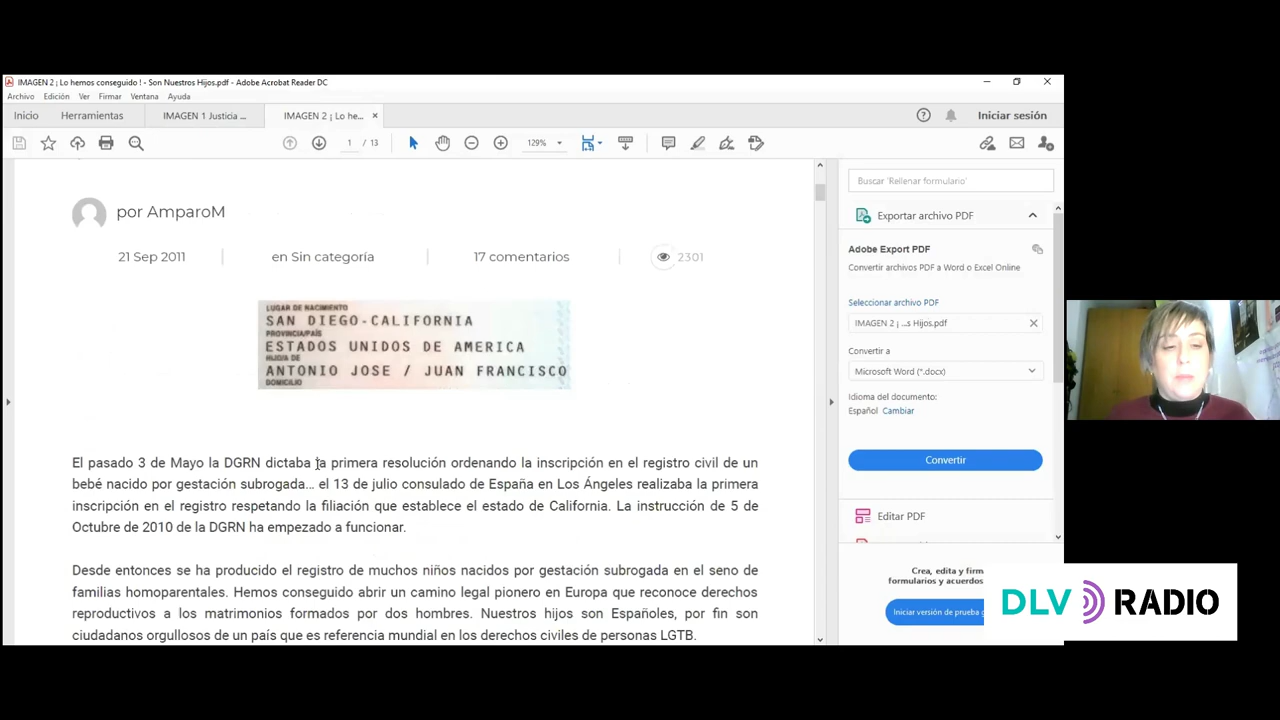 IMAGEN 2 ¡ Lo hemos conseguido ! - Son Nuestros Hijos.pdf - Adobe Acrobat Reader DC
Archivo Edición Ver Firmar Ventana Ayuda
Inicio Herramientas IMAGEN 1 Justicia ... IMAGEN 2 ¡ Lo he... × Iniciar sesión
1 / 13 129%
por AmparoM
21 Sep 2011 en Sin categoría 17 comentarios 2301
LUGAR DE NACIMIENTO
SAN DIEGO-CALIFORNIA
PROVINCIA/PAÍS
ESTADOS UNIDOS DE AMERICA
HIJO/A DE
ANTONIO JOSE / JUAN FRANCISCO
DOMICILIO
El pasado 3 de Mayo la DGRN dictaba la primera resolución ordenando la inscripción en el registro civil de un
bebé nacido por gestación subrogada... el 13 de julio consulado de España en Los Ángeles realizaba la primera
inscripción en el registro respetando la filiación que establece el estado de California. La instrucción de 5 de
Octubre de 2010 de la DGRN ha empezado a funcionar.
Desde entonces se ha producido el registro de muchos niños nacidos por gestación subrogada en el seno de
familias homoparentales. Hemos conseguido abrir un camino legal pionero en Europa que reconoce derechos
reproductivos a los matrimonios formados por dos hombres. Nuestros hijos son Españoles, por fin son
ciudadanos orgullosos de un país que es referencia mundial en los derechos civiles de personas LGTB.
Buscar 'Rellenar formulario'
Exportar archivo PDF
Adobe Export PDF
Convertir archivos PDF a Word o Excel Online
Seleccionar archivo PDF
IMAGEN 2 ¡ ...s Hijos.pdf
Convertir a
Microsoft Word (*.docx)
Idioma del documento:
Español Cambiar
Convertir
Editar PDF
Crea, edita y firm
formularios y acuerdos
Iniciar versión de prueba g
DLV RADIO